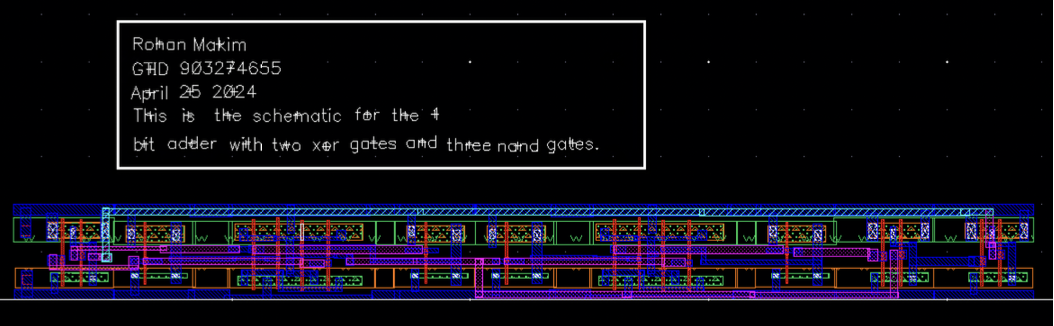 Rohan Makim
GTID 903274655
April 25 2024
This is the schematic for the 4
bit adder with two xor gates and three nand gates.